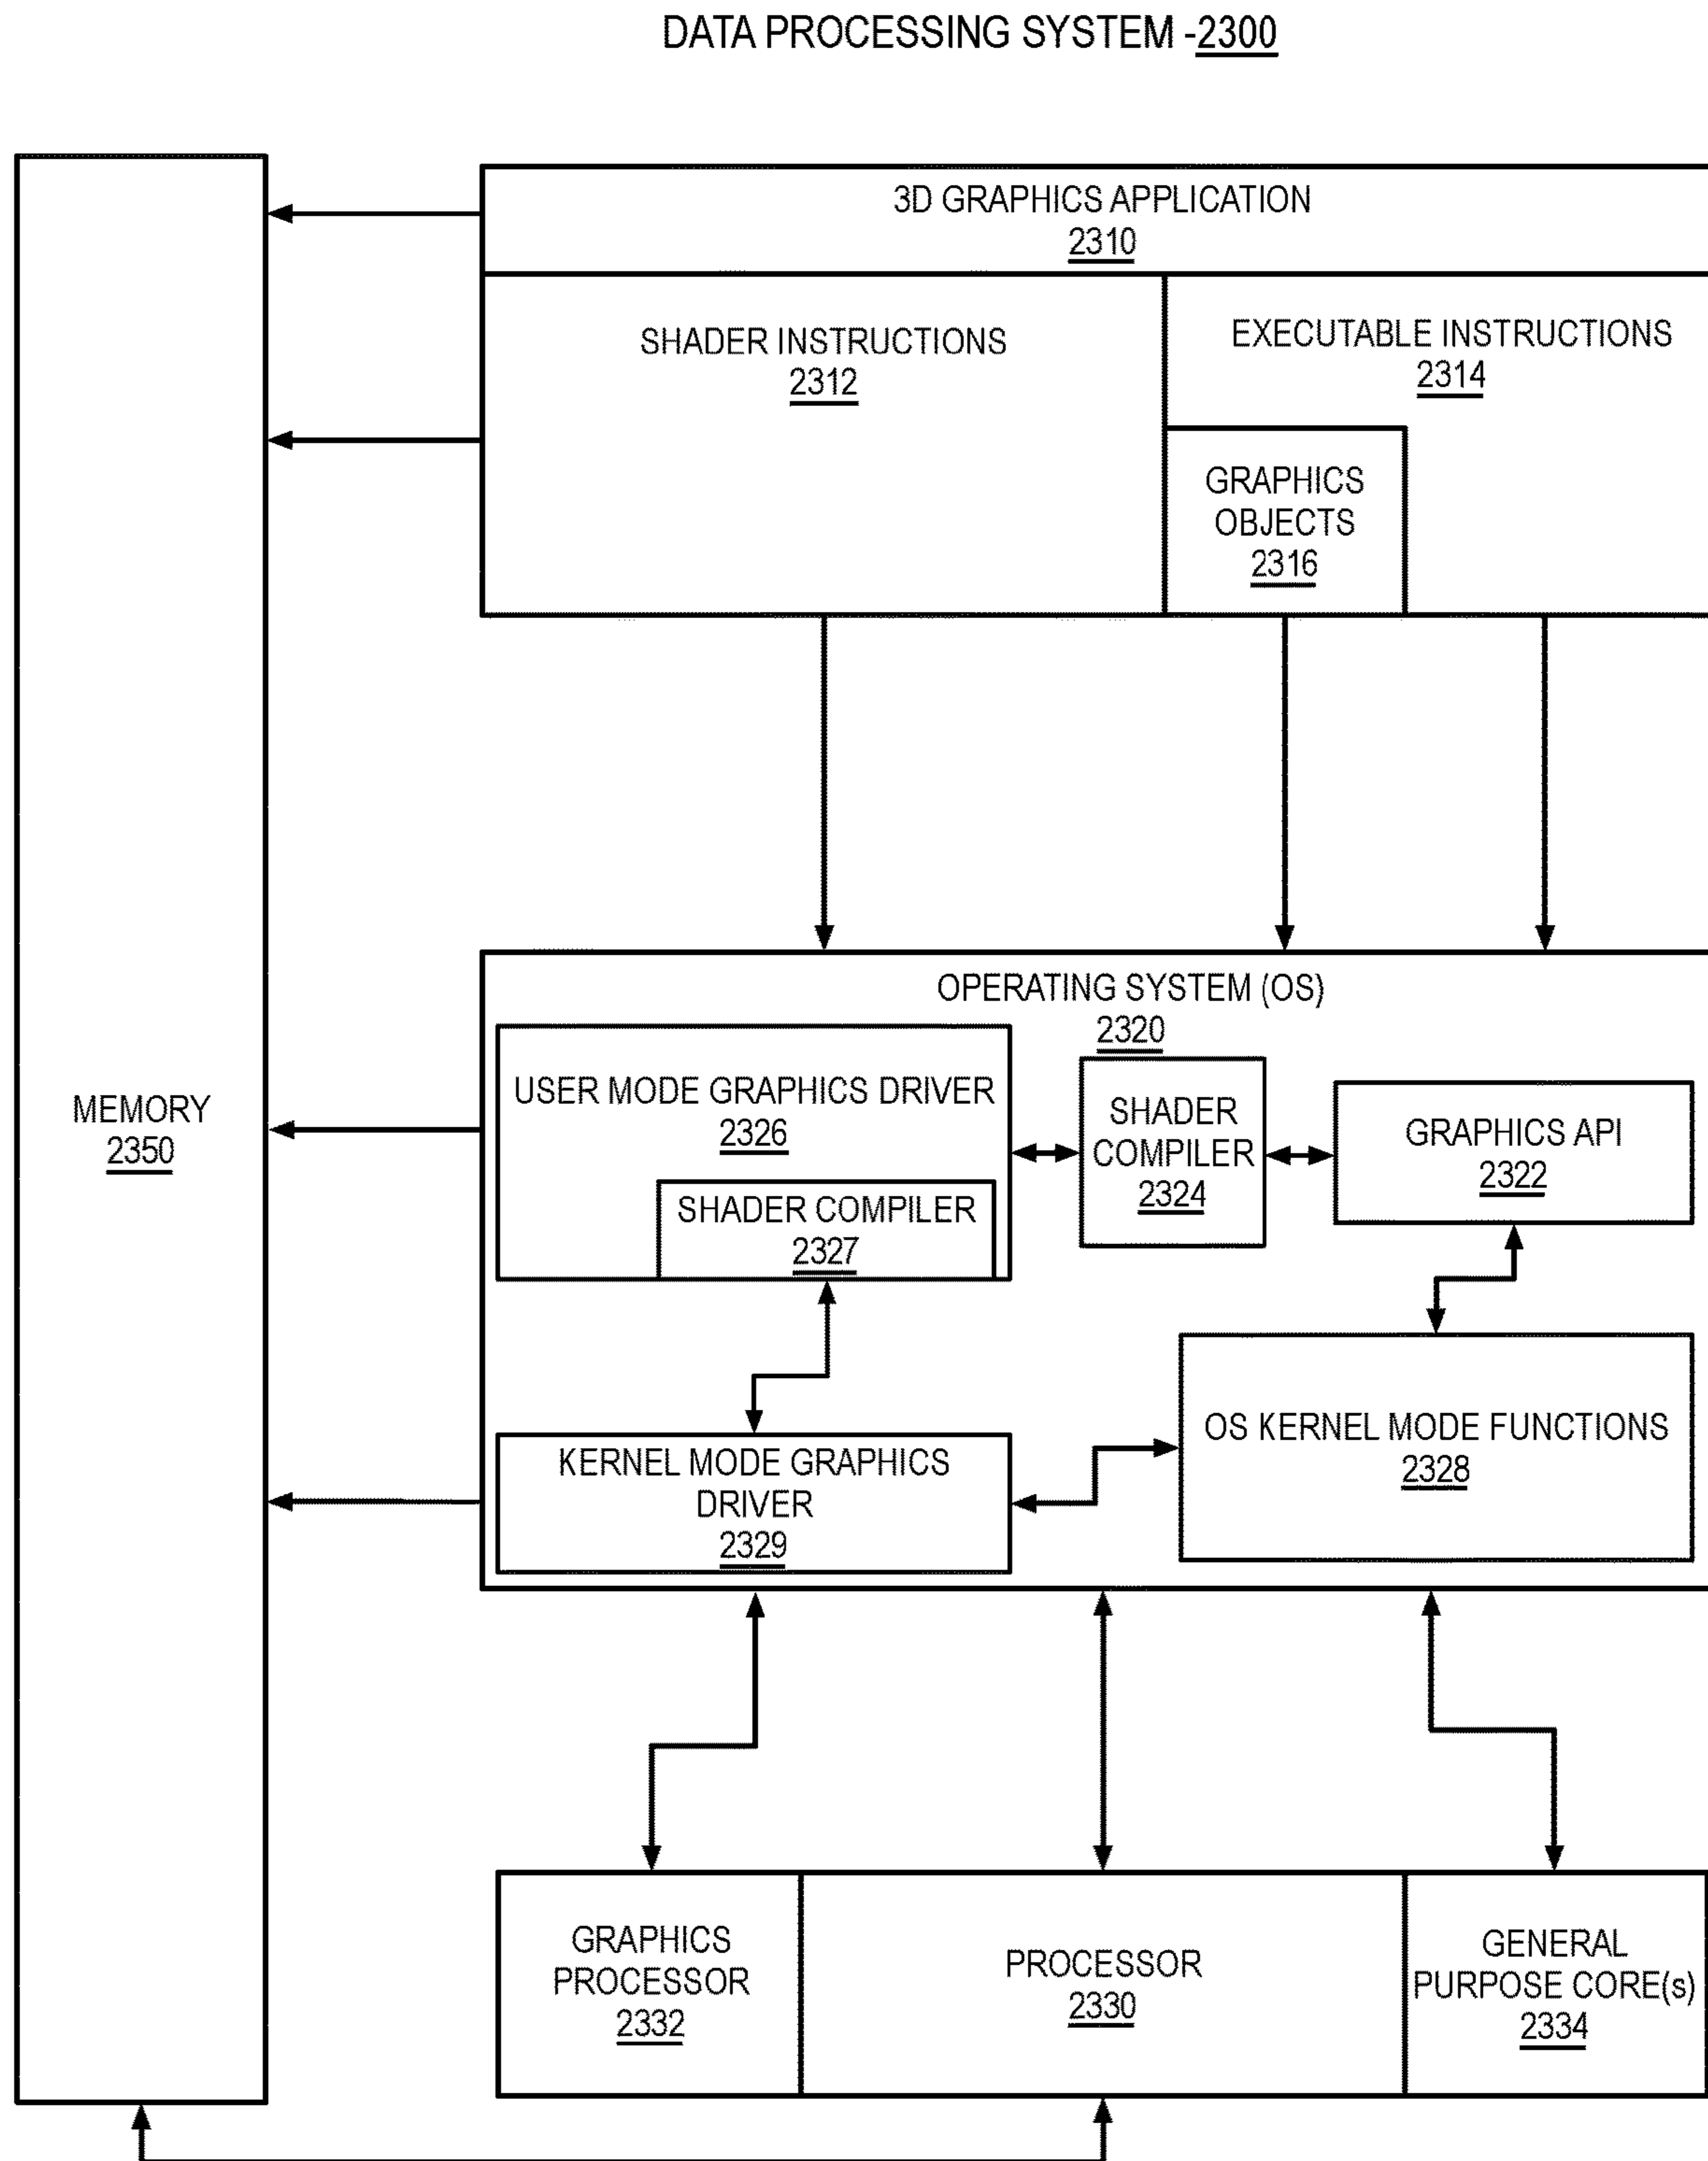 DATA PROCESSING SYSTEM -2300
3D GRAPHICS APPLICATION
2310
SHADER INSTRUCTIONS
2312
EXECUTABLE INSTRUCTIONS
2314
GRAPHICS
OBJECTS
2316
MEMORY
2350
OPERATING SYSTEM (OS)
2320
USER MODE GRAPHICS DRIVER
2326
SHADER COMPILER
2327
SHADER
COMPILER
2324
GRAPHICS API
2322
KERNEL MODE GRAPHICS
DRIVER
2329
OS KERNEL MODE FUNCTIONS
2328
GRAPHICS
PROCESSOR
2332
PROCESSOR
2330
GENERAL
PURPOSE CORE(s)
2334